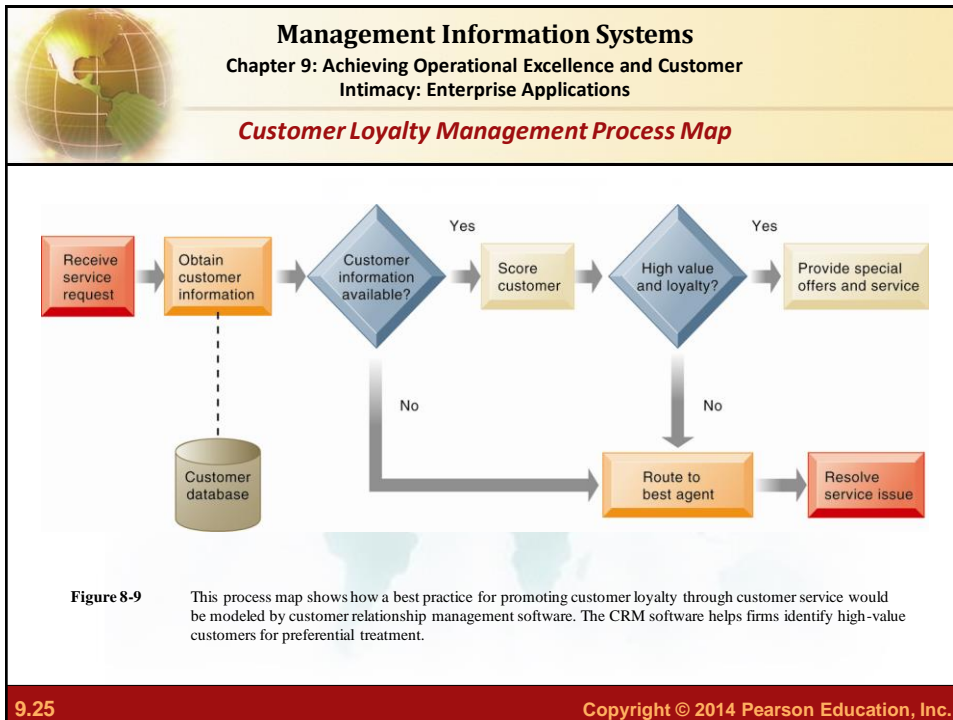 Management Information Systems
Chapter 9: Achieving Operational Excellence and Customer
Intimacy: Enterprise Applications
Customer Loyalty Management Process Map
Receive
service
request
Obtain
customer
information
Customer
information
available?
Yes
Score
customer
High value
and loyalty?
Yes
Provide special
offers and service
No
No
Customer
database
Route to
best agent
Resolve
service issue
Figure 8-9
This process map shows how a best practice for promoting customer loyalty through customer service would
be modeled by customer relationship management software. The CRM software helps firms identify high-value
customers for preferential treatment.
9.25
Copyright © 2014 Pearson Education, Inc.